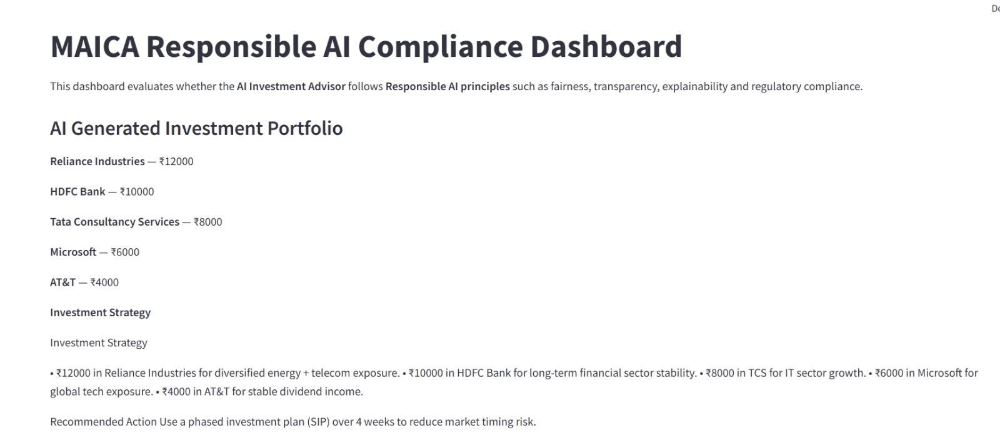 MAICA Responsible AI Compliance Dashboard
This dashboard evaluates whether the AI Investment Advisor follows Responsible AI principles such as fairness, transparency, explainability and regulatory compliance.
AI Generated Investment Portfolio
Reliance Industries — ₹12000
HDFC Bank — ₹10000
Tata Consultancy Services — ₹8000
Microsoft — ₹6000
AT&T — ₹4000
Investment Strategy
Investment Strategy
• ₹12000 in Reliance Industries for diversified energy + telecom exposure. • ₹10000 in HDFC Bank for long-term financial sector stability. • ₹8000 in TCS for IT sector growth. • ₹6000 in Microsoft for
global tech exposure. • ₹4000 in AT&T for stable dividend income.
Recommended Action Use a phased investment plan (SIP) over 4 weeks to reduce market timing risk.